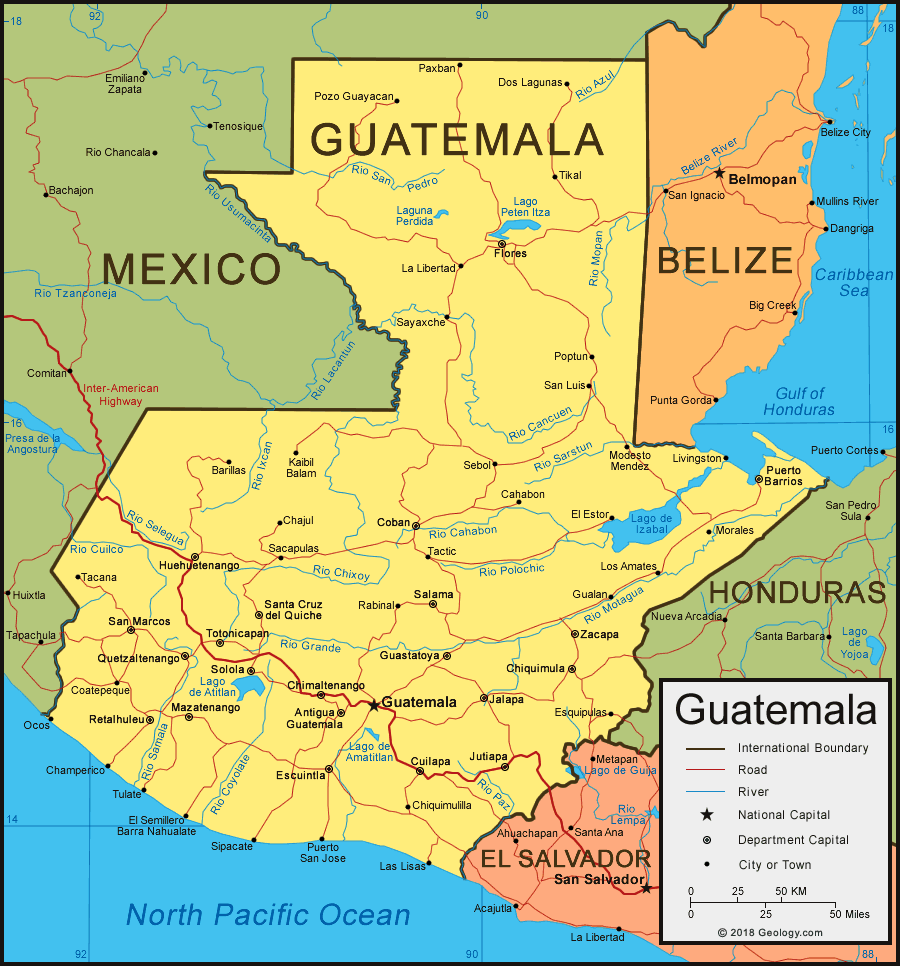 92
90
88
18
18
Emiliano
Zapata
Paxban
Dos Lagunas
Rio Azul
Pozo Guayacan
GUATEMALA
Tenosique
Belize City
Rio Chancala
Belize River
Rio San
Pedro
Tikal
Belmopan
Bachajon
Rio Usumacinta
San Ignacio
Mullins River
Laguna
Perdida
Lago
Peten Itza
Dangriga
Flores
Rio Mopan
MEXICO
La Libertad
BELIZE
Caribbean
Sea
Rio Tzanconeja
Big Creek
Sayaxche
Rio Lacantun
Poptun
Comitan
San Luis
Inter-American
Highway
Punta Gorda
Gulf of
Honduras
16
16
Presa de la
Angostura
Rio Cancuen
Rio Ixcan
Rio Sarstun
Modesto
Mendez
Livingston
Puerto Cortes
Barillas
Kaibil
Balam
Sebol
Puerto
Barrios
Cahabon
San Pedro
Sula
Rio Selegua
Chajul
Coban
Rio Cahabon
El Estor
Lago de
Izabal
Morales
Rio Cuilco
Huehuetenango
Sacapulas
Tactic
Tacana
Rio Chixoy
Rio Polochic
Los Amates
Huixtla
Salama
Rabinal
Gualan
Rio Motagua
HONDURAS
Santa Cruz
del Quiche
San Marcos
Nueva Arcadia
Tapachula
Totonicapan
Zacapa
Santa Barbara
Lago
de
Yojoa
Rio Grande
Quetzaltenango
Guastatoya
Solola
Chiquimula
Lago
de Atitlan
Coatepeque
Chimaltenango
Mazatenango
Guatemala
Jalapa
Retalhuleu
Antigua
Guatemala
Esquipulas
Ocos
Rio Samala
Lago de
Amatitlan
Metapan
Lago de Guija
Champerico
Escuintla
Cuilapa
Jutiapa
Rio Coyolate
Tulate
Rio Paz
Chiquimulilla
Rio
Lempa
El Semillero
Barra Nahualate
14
Sipacate
Puerto
San Jose
Ahuachapan
Santa Ana
Las Lisas
EL SALVADOR
San Salvador
Acajutla
North Pacific Ocean
La Libertad
92
90
88
Guatemala
International Boundary
Road
River
National Capital
Department Capital
City or Town
0 25 50 KM
0 25 50 Miles
© 2018 Geology.com